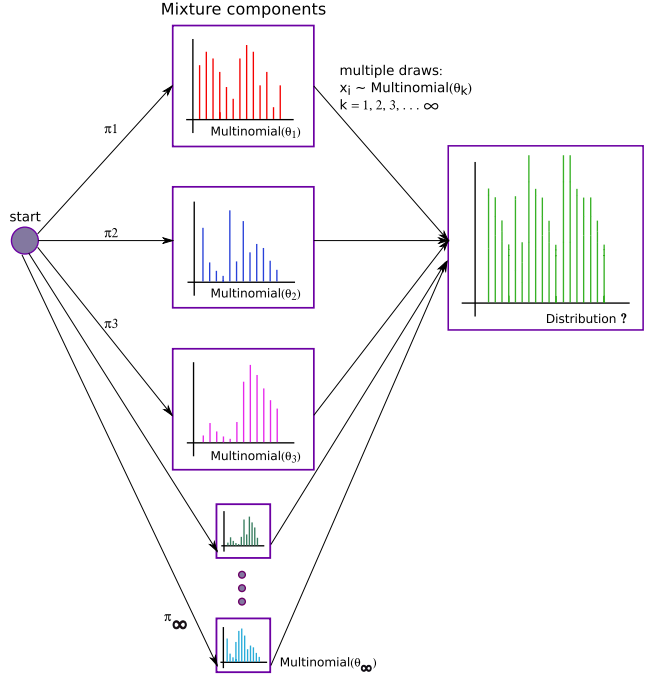 Mixture components
multiple draws:
xᵢ ~ Multinomial(θₖ)
k = 1, 2, 3, . . . ∞
π1
Multinomial(θ₁)
start
π2
Multinomial(θ₂)
Distribution ?
π3
Multinomial(θ₃)
π∞
Multinomial(θ∞)